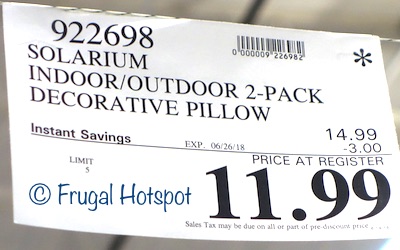 922698
0000009226982
SOLARIUM
*
INDOOR/OUTDOOR 2-PACK
DECORATIVE PILLOW
14.99
Instant Savings EXP. 06/26/18 -3.00
PRICE AT REGISTER
LIMIT
5
11.99
© Frugal Hotspot
Sales Tax may be due on all or part of pre discount price